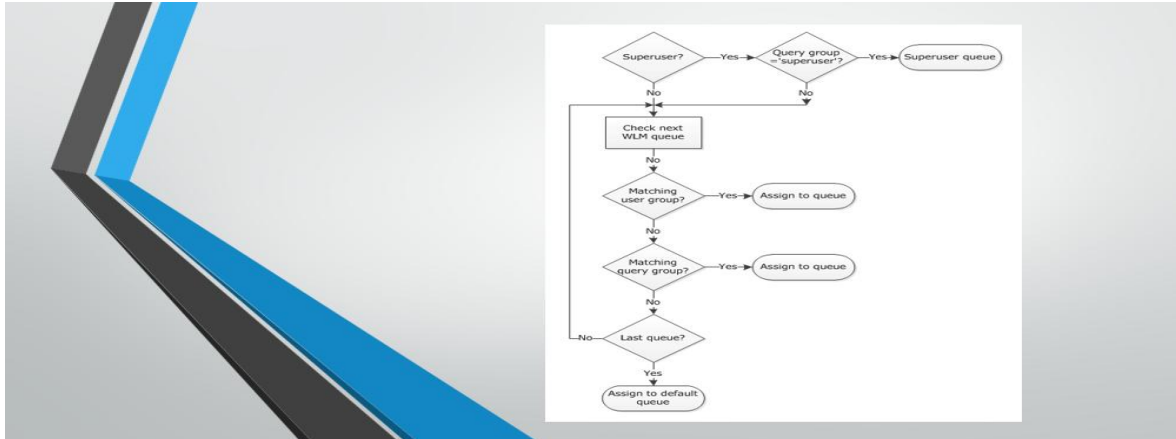 Superuser?
Yes
Query group
='superuser'?
Yes
Superuser queue
No
No
Check next
WLM queue
No
Matching
user group?
Yes
Assign to queue
No
Matching
query group?
Yes
Assign to queue
No
No
Last queue?
Yes
Assign to default
queue